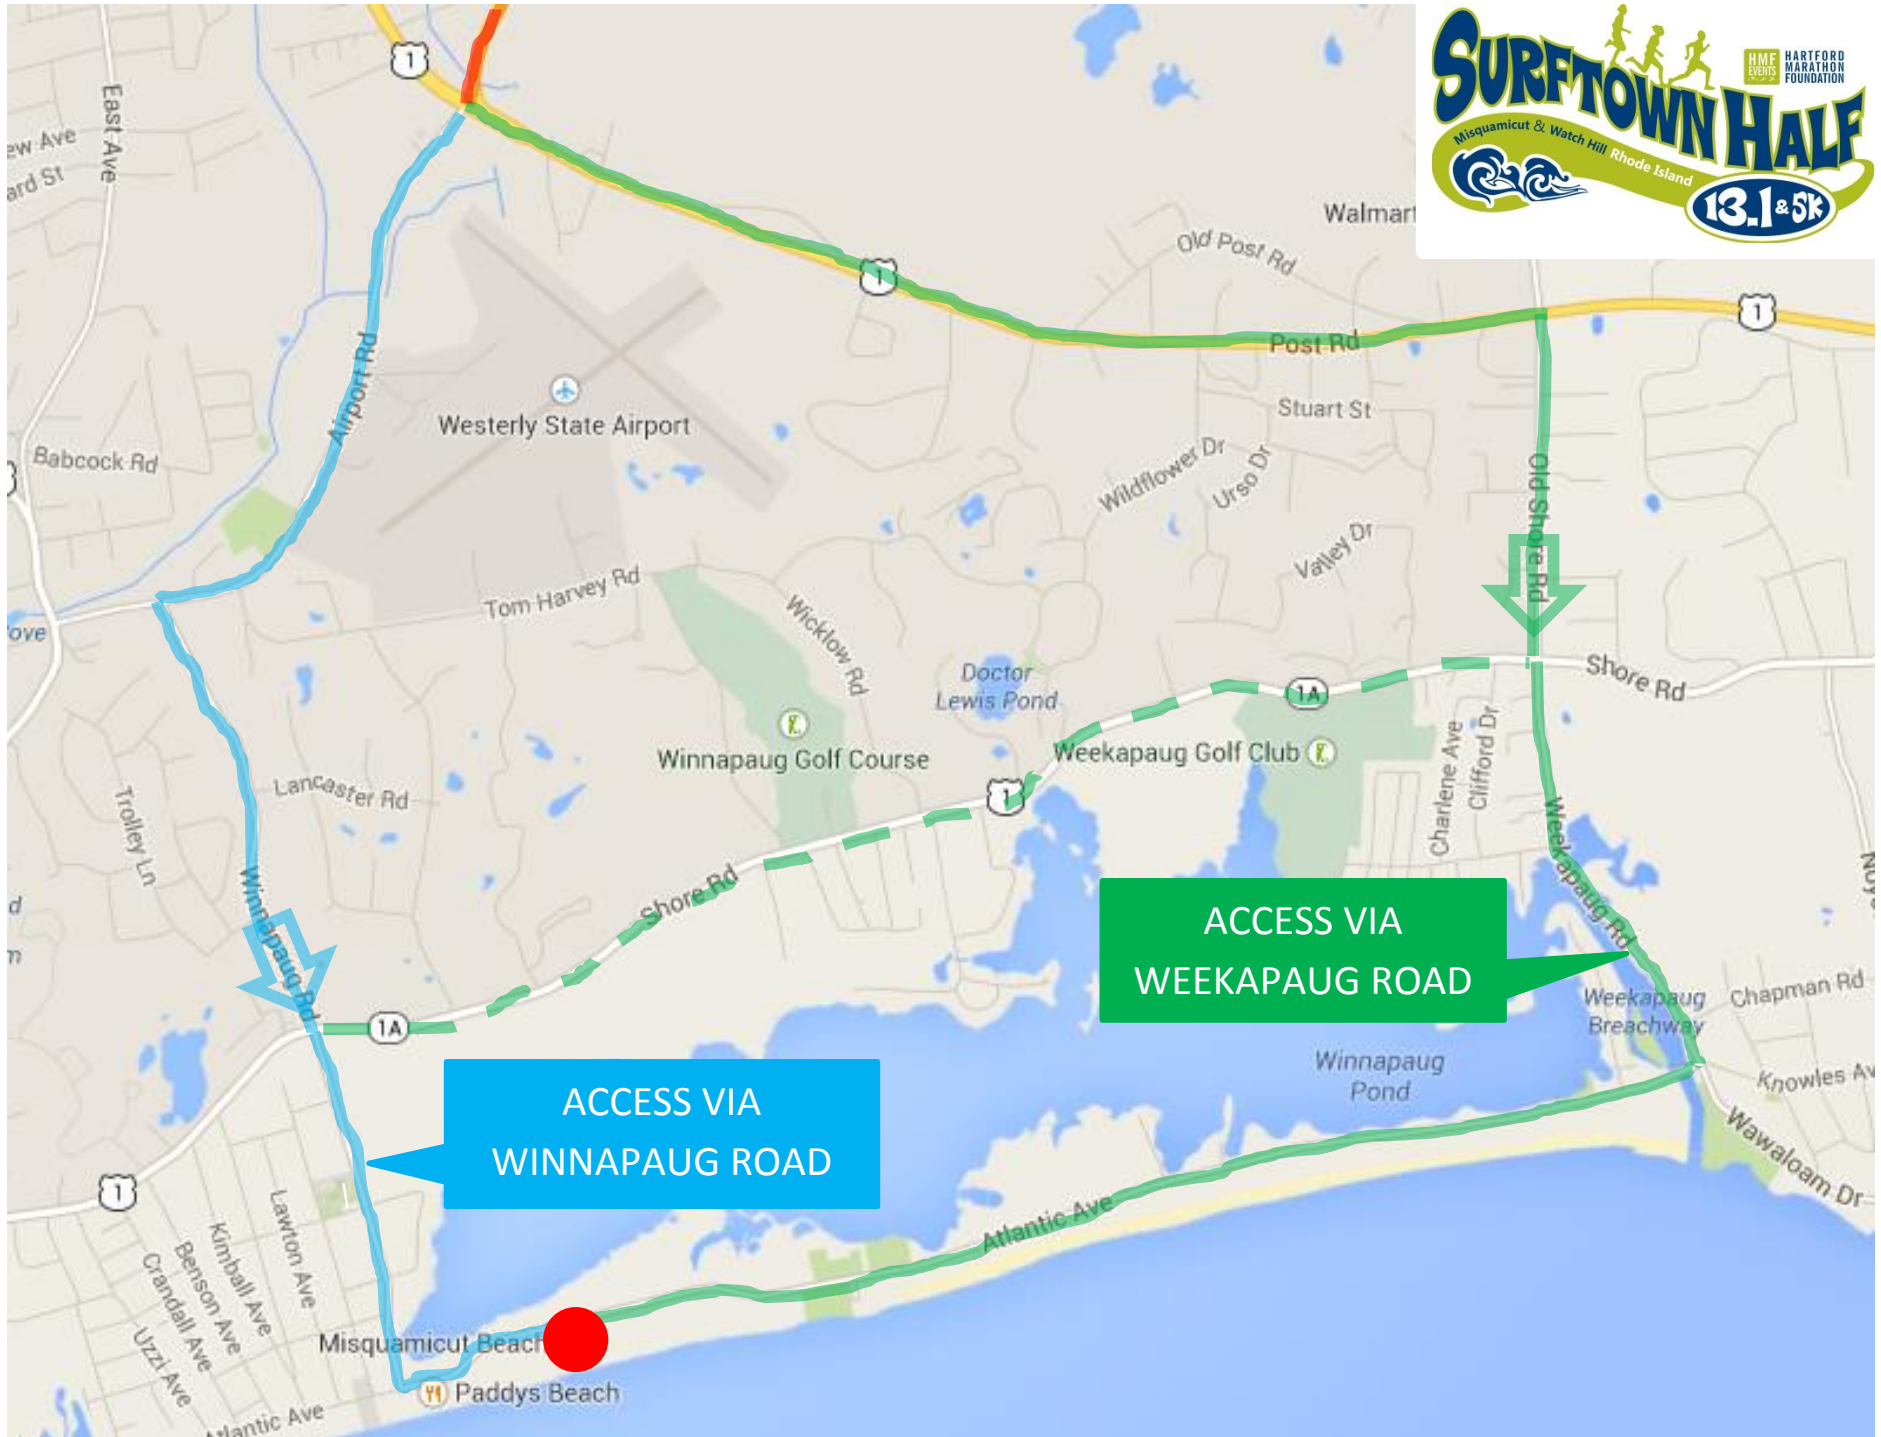 1
SURFTOWN HALF
HMF
EVENTS
HARTFORD
MARATHON
FOUNDATION
Misquamicut & Watch Hill Rhode Island
13.1 & 5K
East Ave
ew Ave
ard St
Walmart
Old Post Rd
1
1
Post Rd
Airport Rd
Westerly State Airport
Stuart St
Babcock Rd
Wildflower Dr
Urso Dr
Old Shore Rd
Valley Dr
Tom Harvey Rd
Wicklow Rd
ove
Doctor
Lewis Pond
1A
Shore Rd
Winnapaug Golf Course
Weekapaug Golf Club
Charlene Ave
Clifford Dr
Lancaster Rd
1
Trolley Ln
Weekapaug Rd
Shore Rd
Winnapaug Rd
d
m
ACCESS VIA
WEEKAPAUG ROAD
Weekapaug
Breachway
Chapman Rd
1A
Winnapaug
Pond
Knowles Av
ACCESS VIA
WINNAPAUG ROAD
Wawaloam Dr
1
Lawton Ave
Kimball Ave
Benson Ave
Crandall Ave
Uzzi Ave
Atlantic Ave
Misquamicut Beach
Paddys Beach
Atlantic Ave